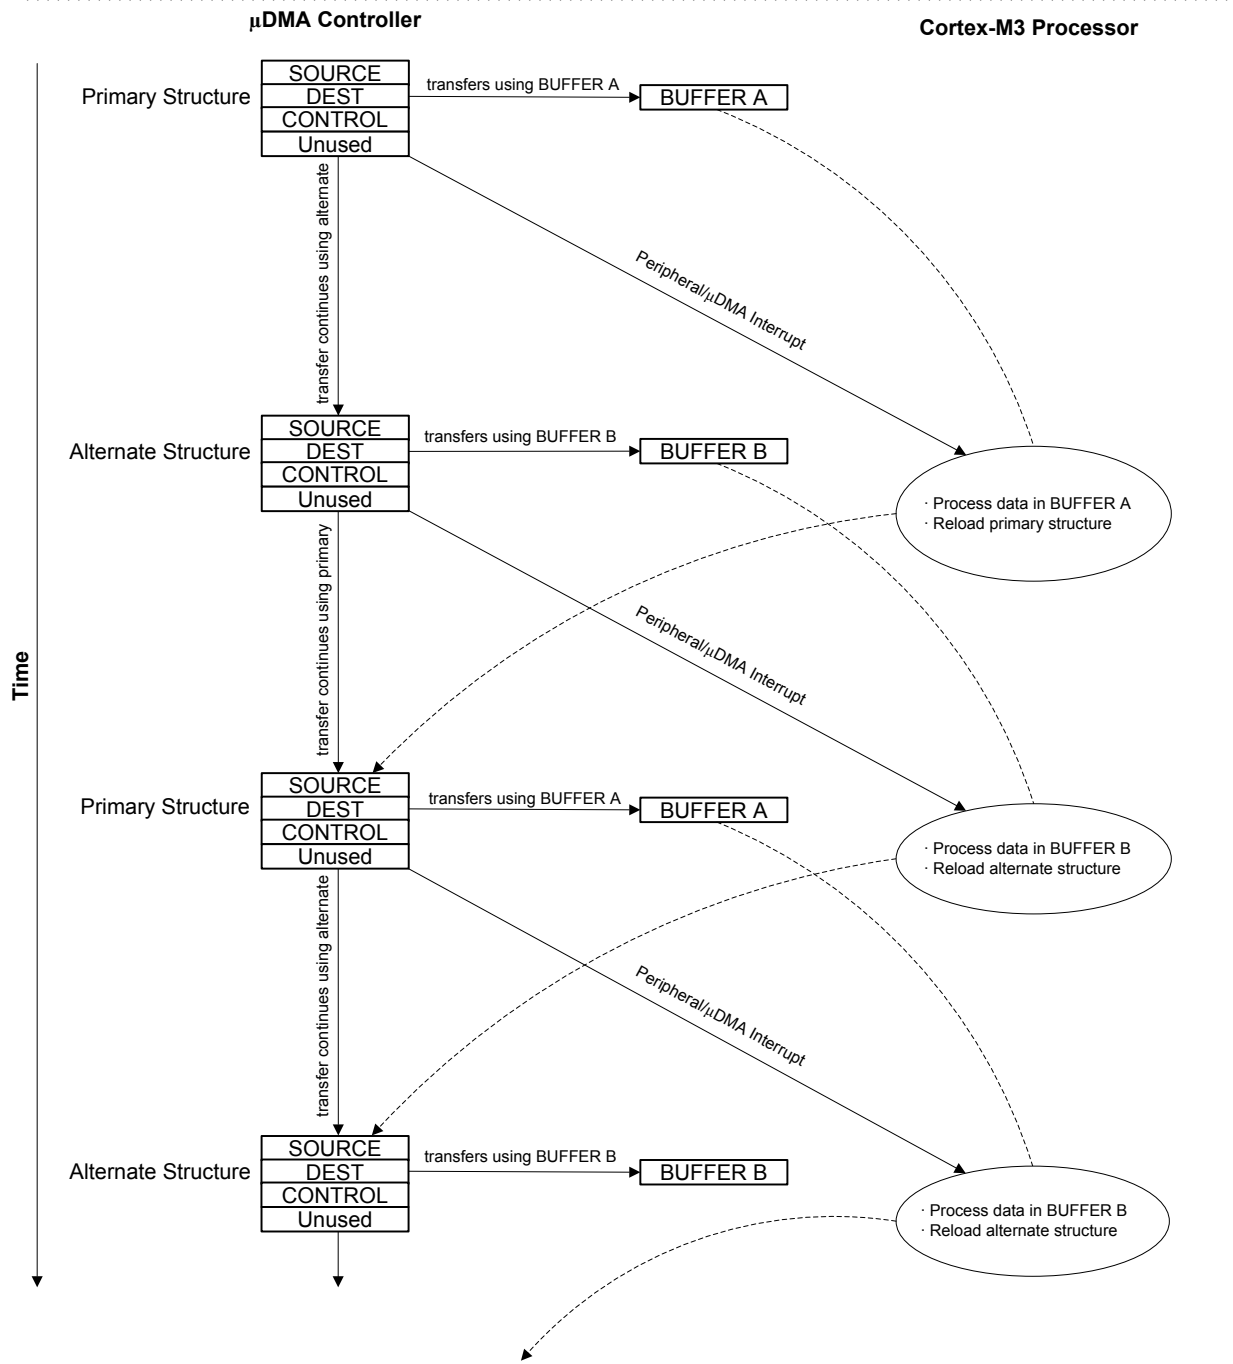 µDMA Controller
Cortex-M3 Processor
Primary Structure
SOURCE
DEST
CONTROL
Unused
transfers using BUFFER A
BUFFER A
transfer continues using alternate
Peripheral/µDMA Interrupt
Alternate Structure
SOURCE
DEST
CONTROL
Unused
transfers using BUFFER B
BUFFER B
· Process data in BUFFER A
· Reload primary structure
transfer continues using primary
Peripheral/µDMA Interrupt
Time
Primary Structure
SOURCE
DEST
CONTROL
Unused
transfers using BUFFER A
BUFFER A
· Process data in BUFFER B
· Reload alternate structure
transfer continues using alternate
Peripheral/µDMA Interrupt
Alternate Structure
SOURCE
DEST
CONTROL
Unused
transfers using BUFFER B
BUFFER B
· Process data in BUFFER B
· Reload alternate structure